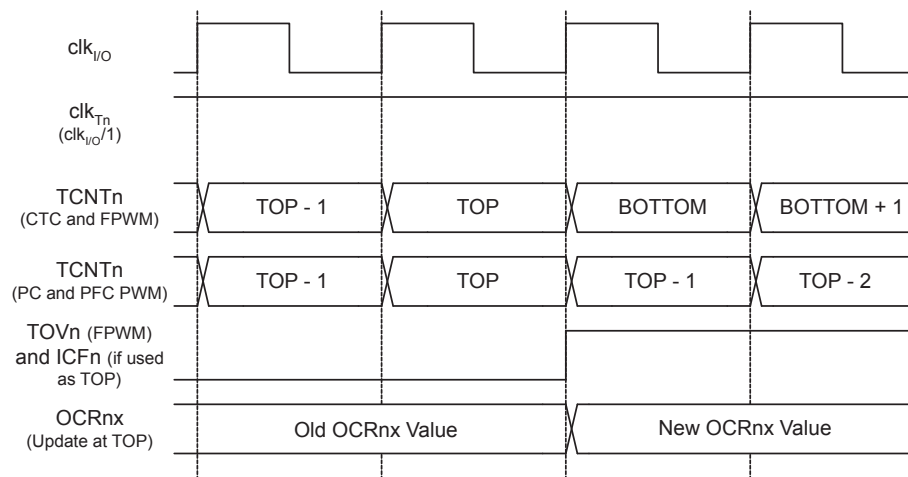 clkI/O
clkTn
(clkI/O/1)
TCNTn
(CTC and FPWM)
TOP - 1
TOP
BOTTOM
BOTTOM + 1
TCNTn
(PC and PFC PWM)
TOP - 1
TOP
TOP - 1
TOP - 2
TOVn (FPWM)
and ICFn (if used
as TOP)
OCRnx
(Update at TOP)
Old OCRnx Value
New OCRnx Value